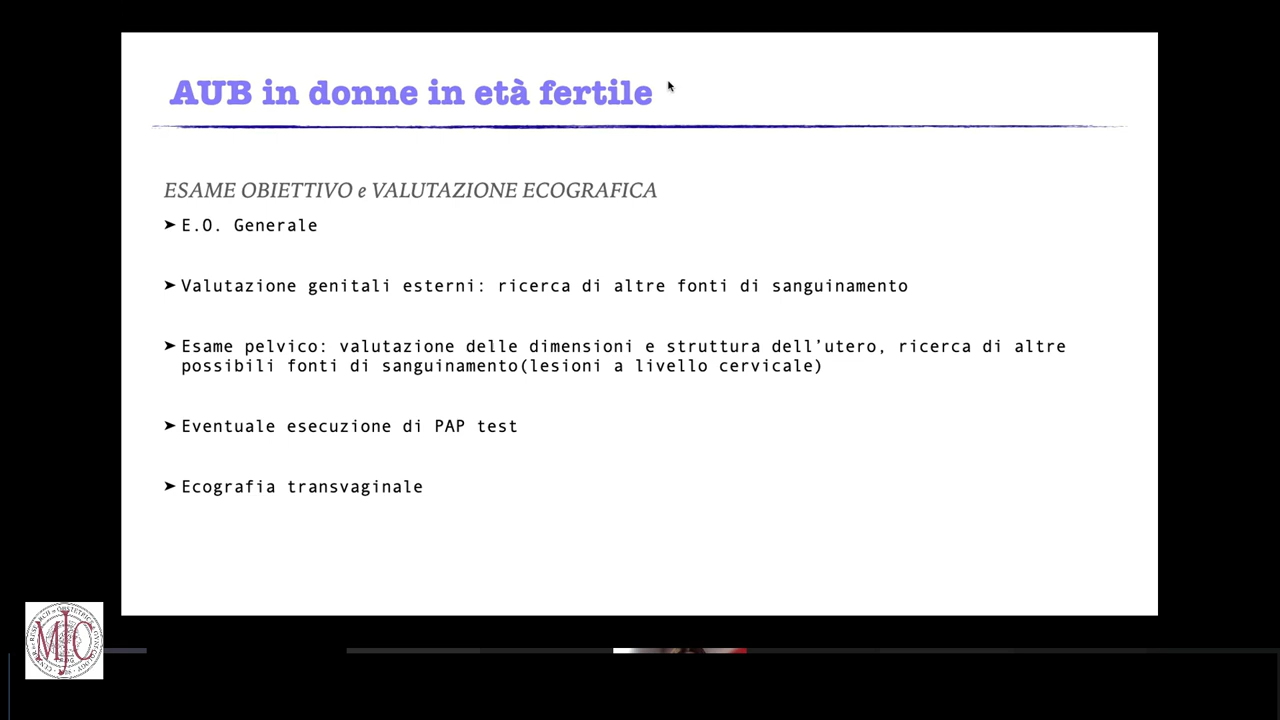 AUB in donne in età fertile
ESAME OBIETTIVO e VALUTAZIONE ECOGRAFICA
➤ E.O. Generale
➤ Valutazione genitali esterni: ricerca di altre fonti di sanguinamento
➤ Esame pelvico: valutazione delle dimensioni e struttura dell’utero, ricerca di altre
possibili fonti di sanguinamento(lesioni a livello cervicale)
➤ Eventuale esecuzione di PAP test
➤ Ecografia transvaginale
MJC